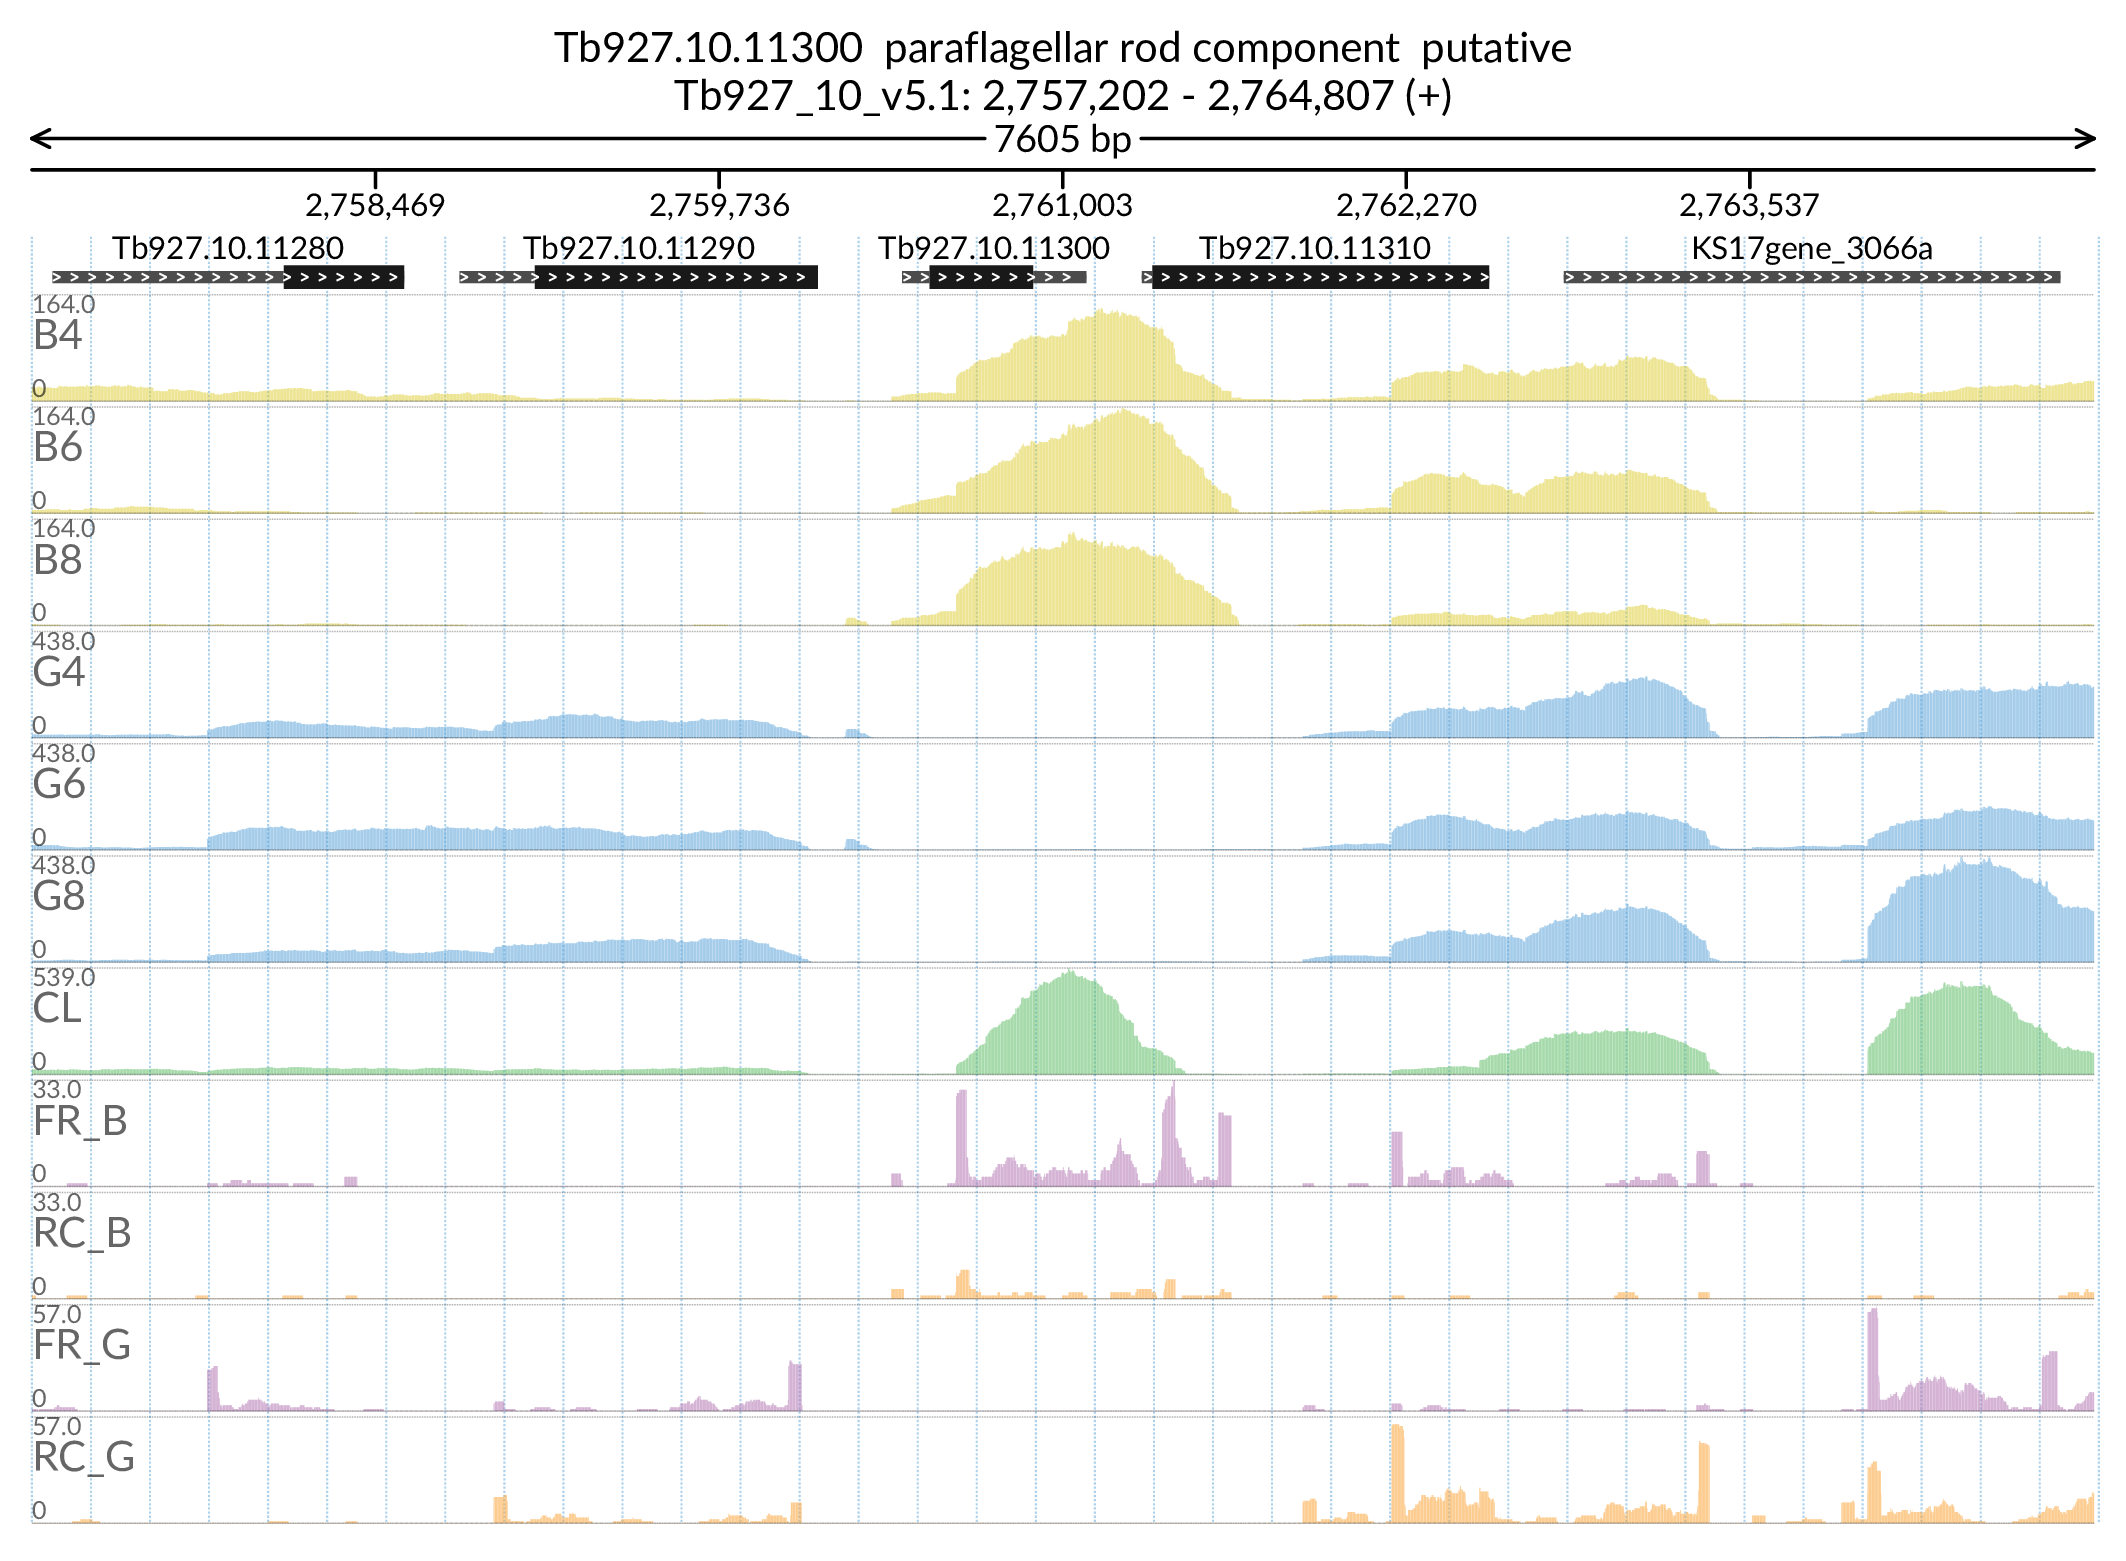 Tb927.10.11300  paraflagellar rod component  putative
Tb927_10_v5.1: 2,757,202 - 2,764,807 (+)
7605 bp
2,758,469 2,759,736 2,761,003 2,762,270 2,763,537
Tb927.10.11280 Tb927.10.11290 Tb927.10.11300 Tb927.10.11310 KS17gene_3066a
164.0
B4
0
164.0
B6
0
164.0
B8
0
438.0
G4
0
438.0
G6
0
438.0
G8
0
539.0
CL
0
33.0
FR_B
0
33.0
RC_B
0
57.0
FR_G
0
57.0
RC_G
0